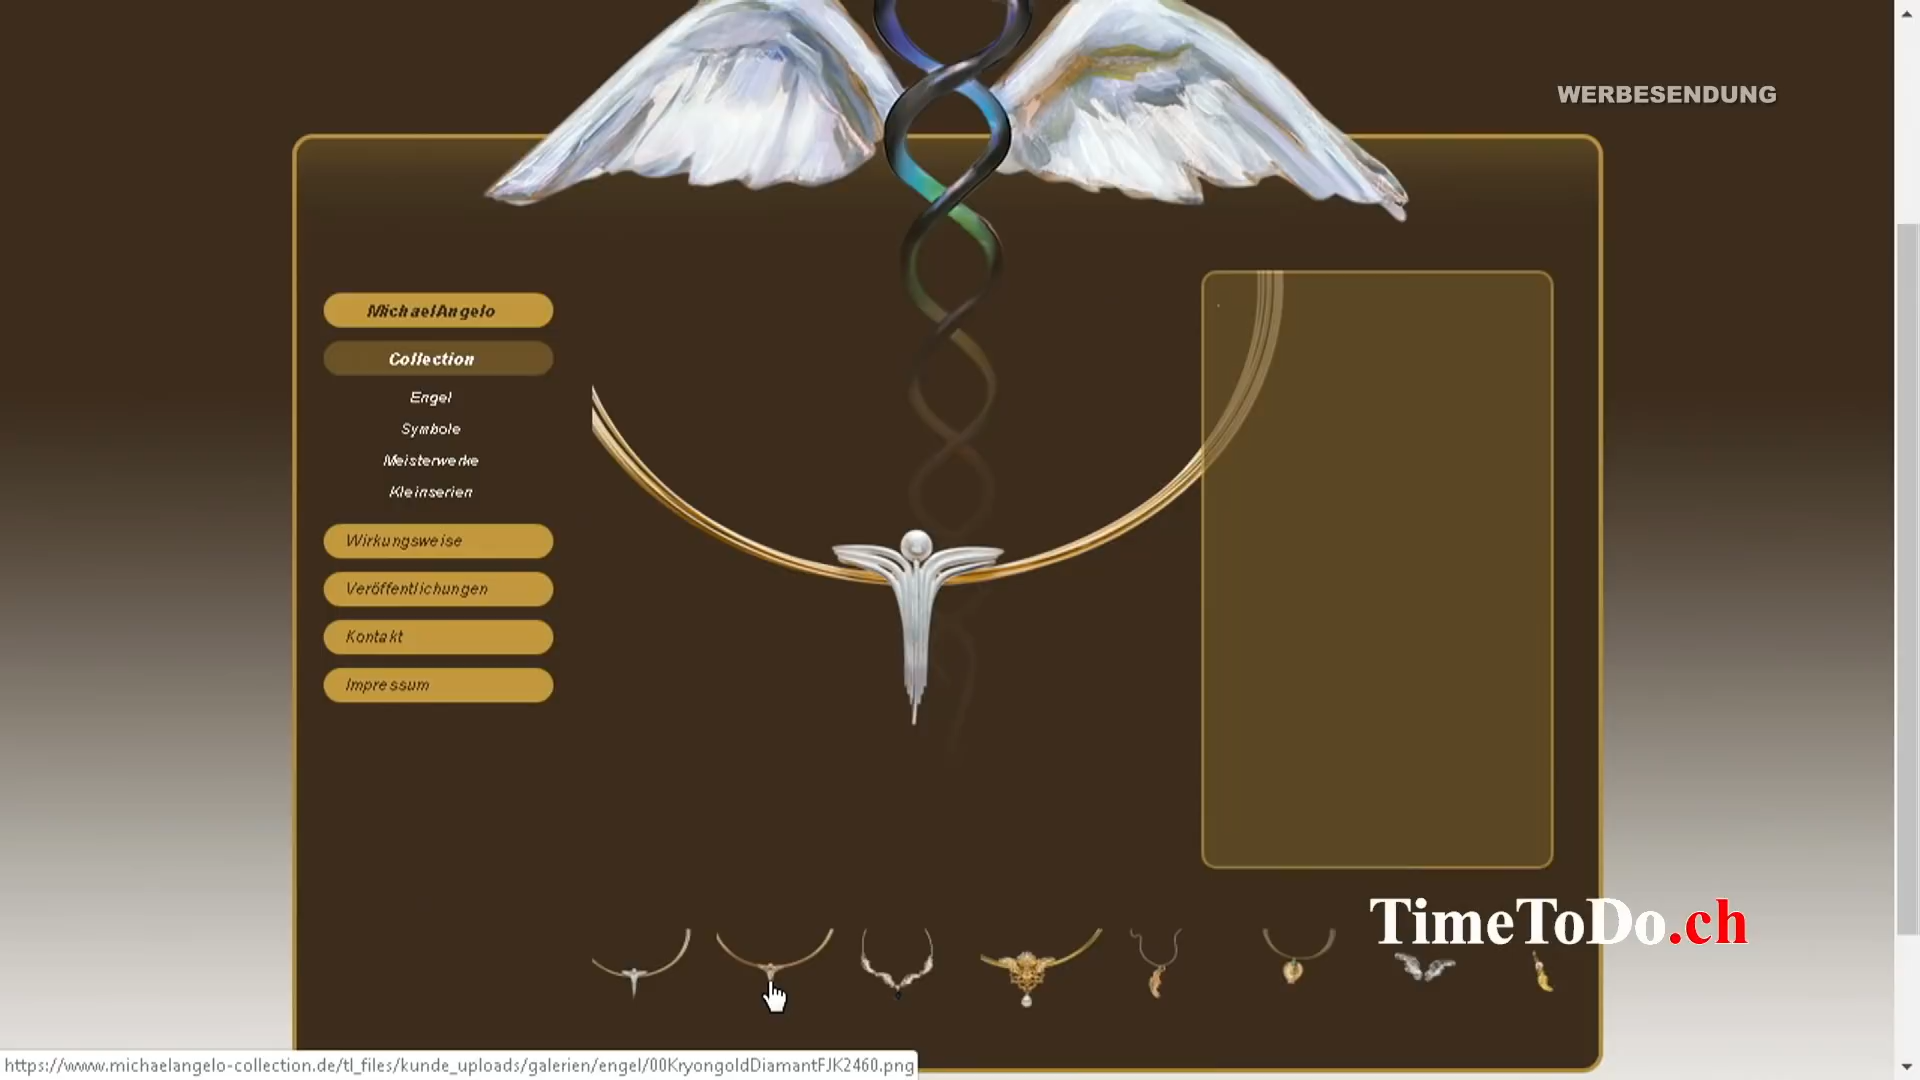 WERBESENDUNG
MichaelAngelo
Collection
Engel
Symbole
Meisterwerke
Kleinserien
Wirkungsweise
Veröffentlichungen
Kontakt
Impressum
TimeToDo.ch
https://www.michaelangelo-collection.de/tl_files/kunde_uploads/galerien/engel/00KryongoldDiamantFJK2460.png